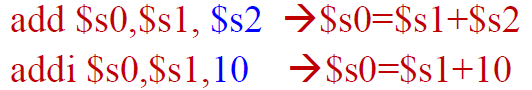 add $s0,$s1, $s2 →$s0=$s1+$s2
addi $s0,$s1,10 →$s0=$s1+10